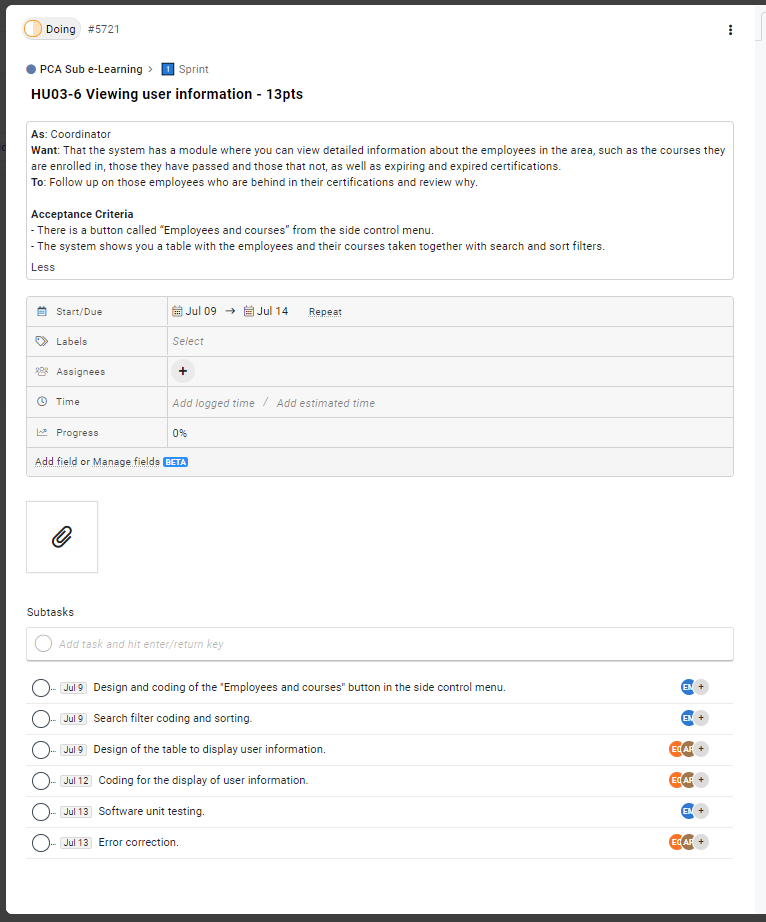 Doing #5721
PCA Sub e-Learning > 1 Sprint
HU03-6 Viewing user information - 13pts
As: Coordinator
Want: That the system has a module where you can view detailed information about the employees in the area, such as the courses they
are enrolled in, those they have passed and those that not, as well as expiring and expired certifications.
To: Follow up on those employees who are behind in their certifications and review why.
Acceptance Criteria
- There is a button called “Employees and courses” from the side control menu.
- The system shows you a table with the employees and their courses taken together with search and sort filters.
Less
Start/Due Jul 09 → Jul 14 Repeat
Labels Select
Assignees +
Time Add logged time / Add estimated time
Progress 0%
Add field or Manage fields BETA
Subtasks
Add task and hit enter/return key
Jul 9 Design and coding of the "Employees and courses" button in the side control menu. EM +
Jul 9 Search filter coding and sorting. EM +
Jul 9 Design of the table to display user information. AF +
Jul 12 Coding for the display of user information. AF +
Jul 13 Software unit testing. EM +
Jul 13 Error correction. AF +